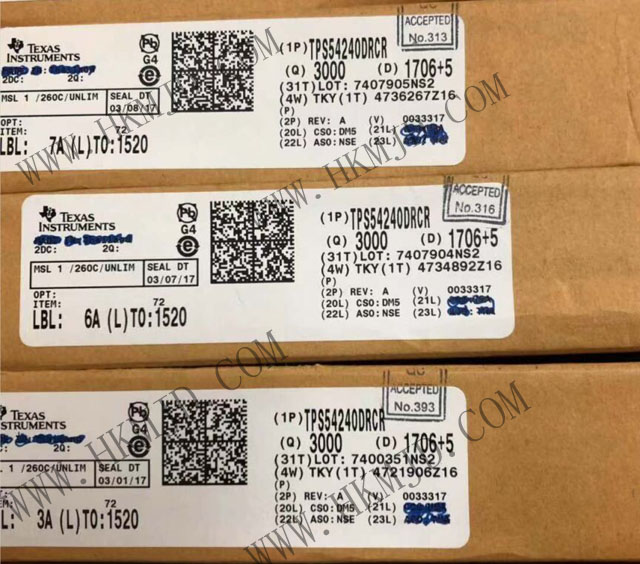 ACCEPTED
No.313
TEXAS
INSTRUMENTS
2DC: 2Q:
Pb
G4
e
MSL 1 /260C/UNLIM
SEAL DT
03/08/17
OPT:
ITEM: 72
LBL: 7A (L)TO:1520
(1P)TPS54240DRCR
(Q) 3000 (D) 1706+5
(31T)LOT: 7407905NS2
(4W) TKY(1T) 4736267Z16
(P)
(2P) REV: A (V) 0033317
(20L) CSO:DM5 (21L)
(22L) ASO:NSE (23L)
WWW.HKMJD.COM
ACCEPTED
No.316
TEXAS
INSTRUMENTS
2DC: 2Q:
Pb
G4
e
MSL 1 /260C/UNLIM
SEAL DT
03/07/17
OPT:
ITEM: 72
LBL: 6A (L)TO:1520
(1P)TPS54240DRCR
(Q) 3000 (D) 1706+5
(31T)LOT: 7407904NS2
(4W) TKY(1T) 4734892Z16
(P)
(2P) REV: A (V) 0033317
(20L) CSO:DM5 (21L)
(22L) ASO:NSE (23L)
WWW.HKMJD.COM
QC
ACCEPTED
No.393
TEXAS
STRUMENTS
2Q:
Pb
G4
e
1 /260C/UNLIM
SEAL DT
03/01/17
72
L: 3A (L)TO:1520
(1P)TPS54240DRCR
(Q) 3000 (D) 1706+5
(31T)LOT: 7400351NS2
(4W) TKY(1T) 4721906Z16
(P)
(2P) REV: A (V) 0033317
(20L) CSO:DM5 (21L)
(22L) ASO:NSE (23L)
WWW.HKMJD.COM